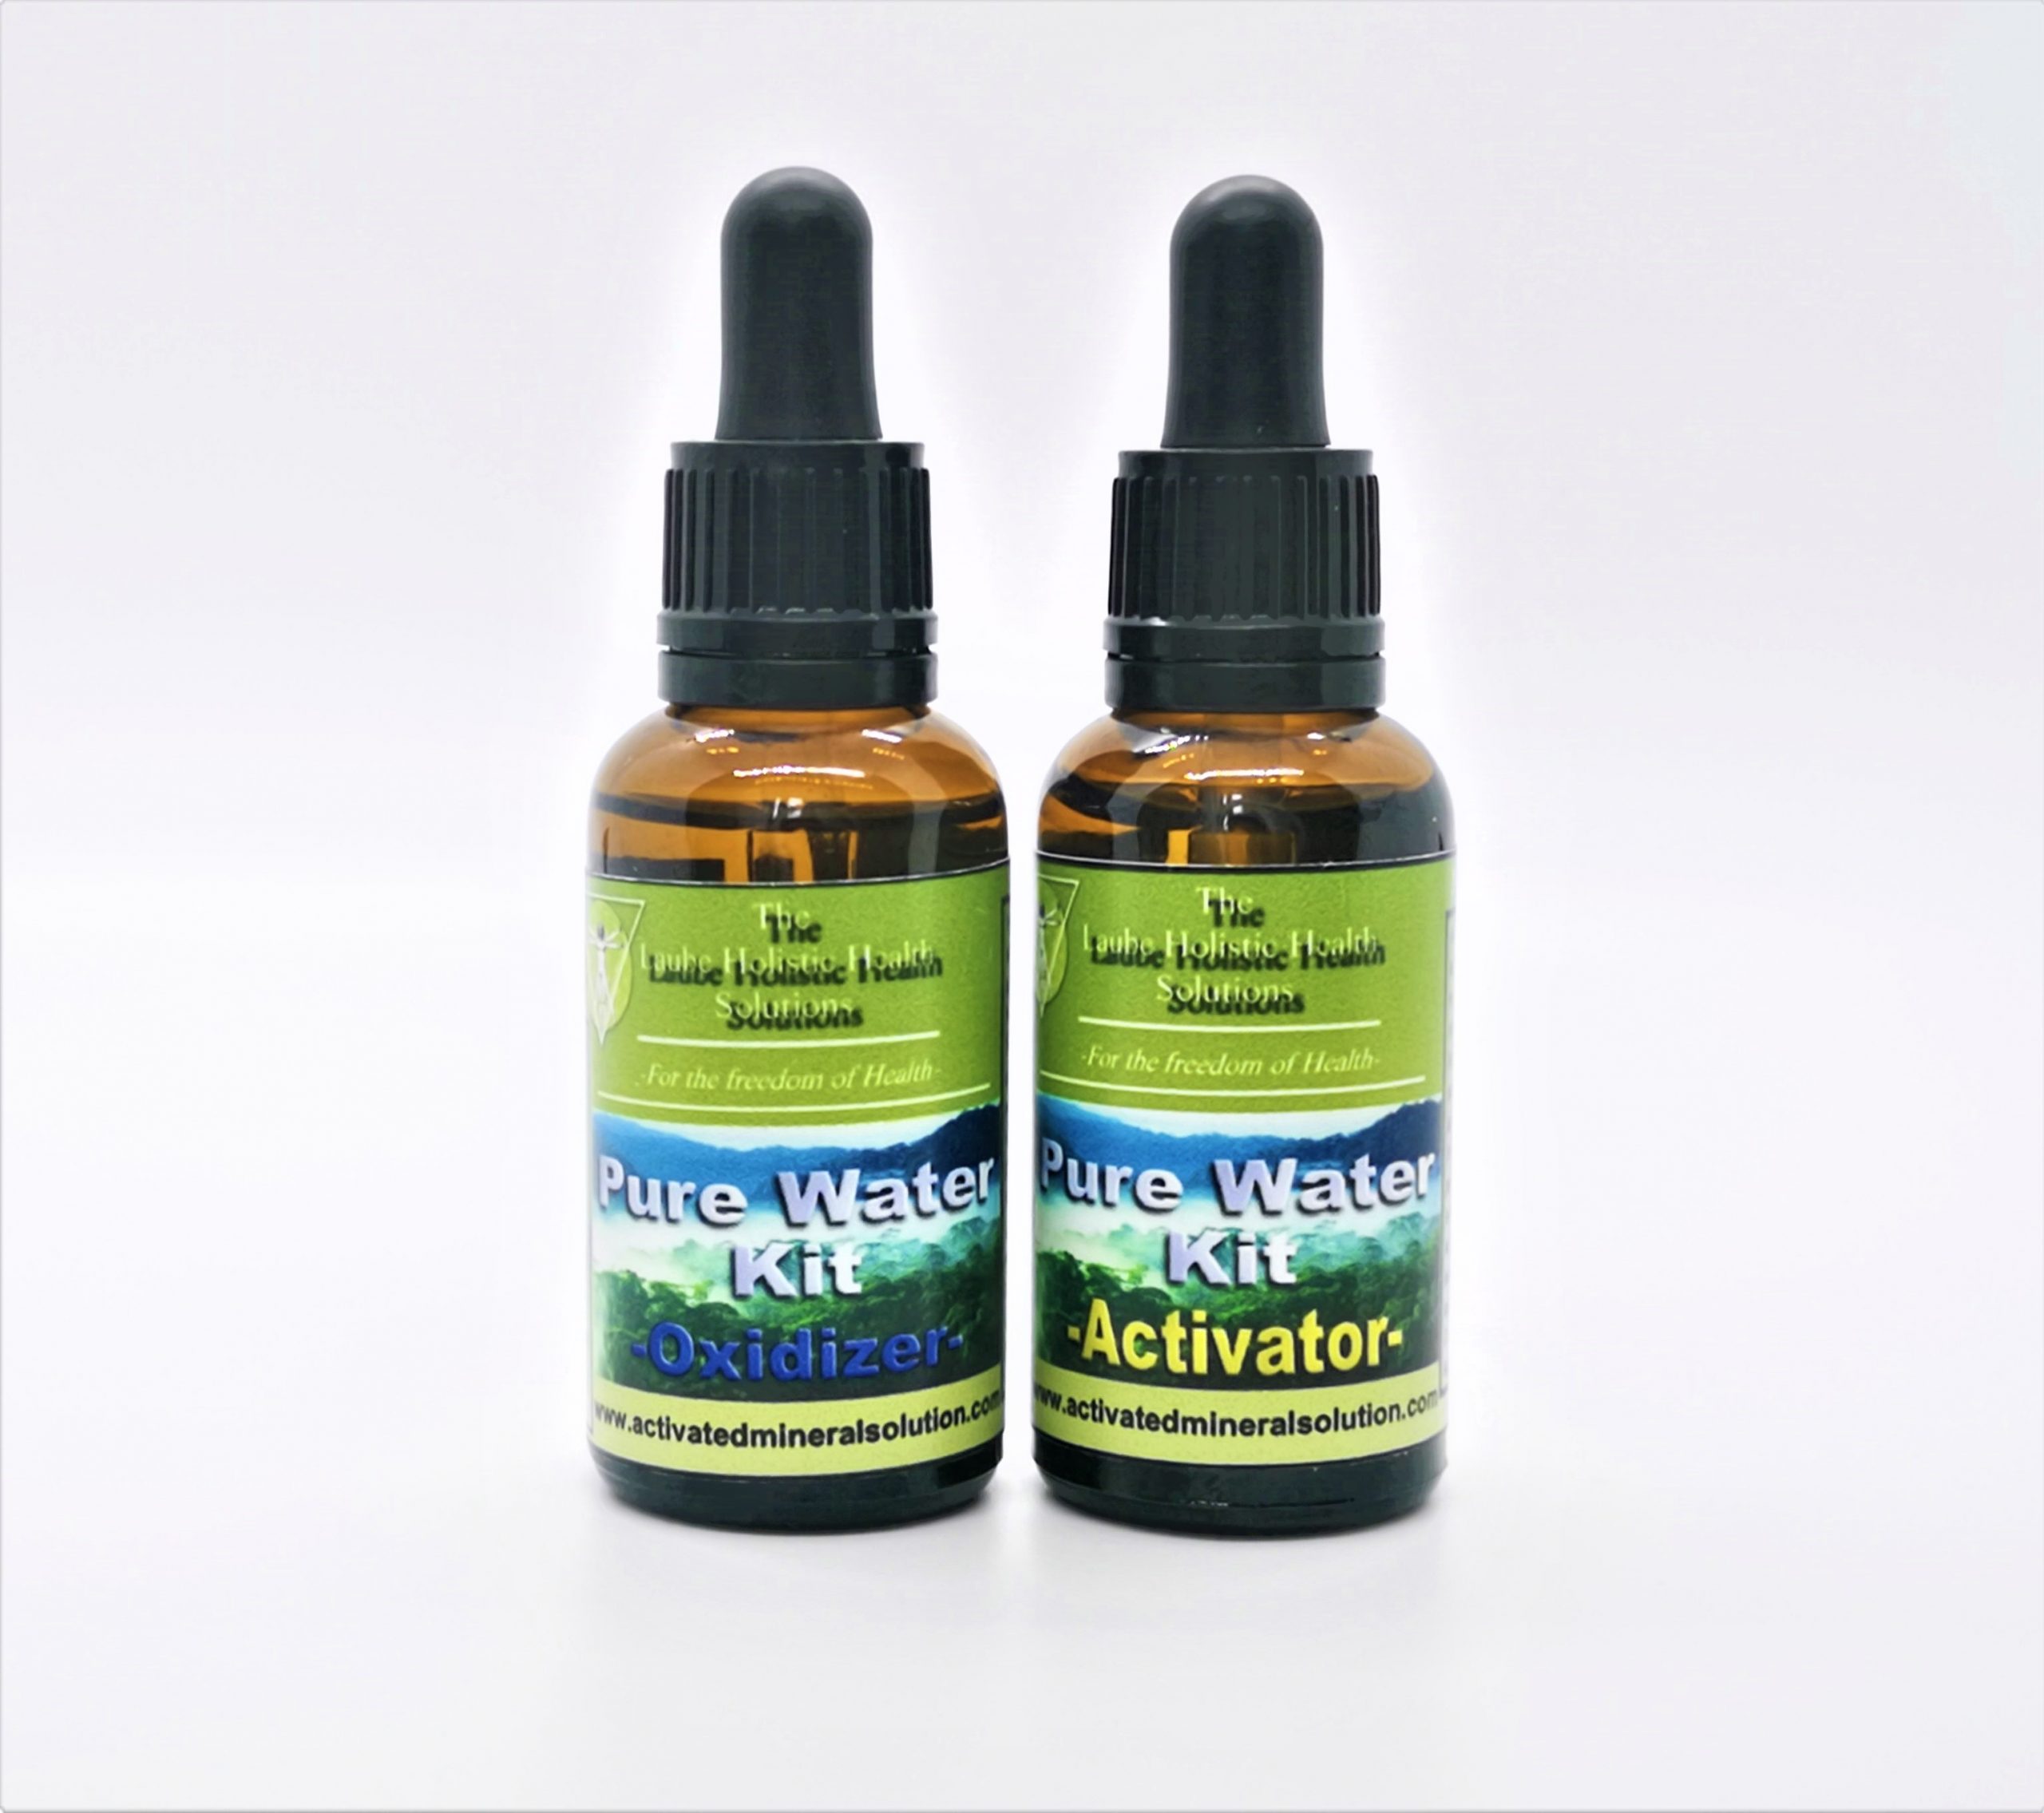 The
Laube Holistic Health
Solutions
-For the freedom of Health-
Pure Water
Kit
-Oxidizer-
www.activatedmineralsolution.com
The
Laube Holistic Health
Solutions
-For the freedom of Health-
Pure Water
Kit
-Activator-
www.activatedmineralsolution.com